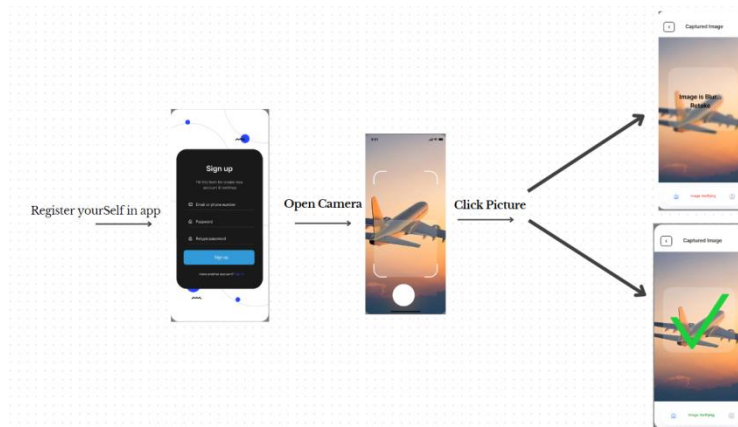 Register yourSelf in app
Sign up
Email or phone number
Password
Retype password
Sign up
Open Camera
Click Picture
Captured Image
Image is Blur..
Retake
Captured Image